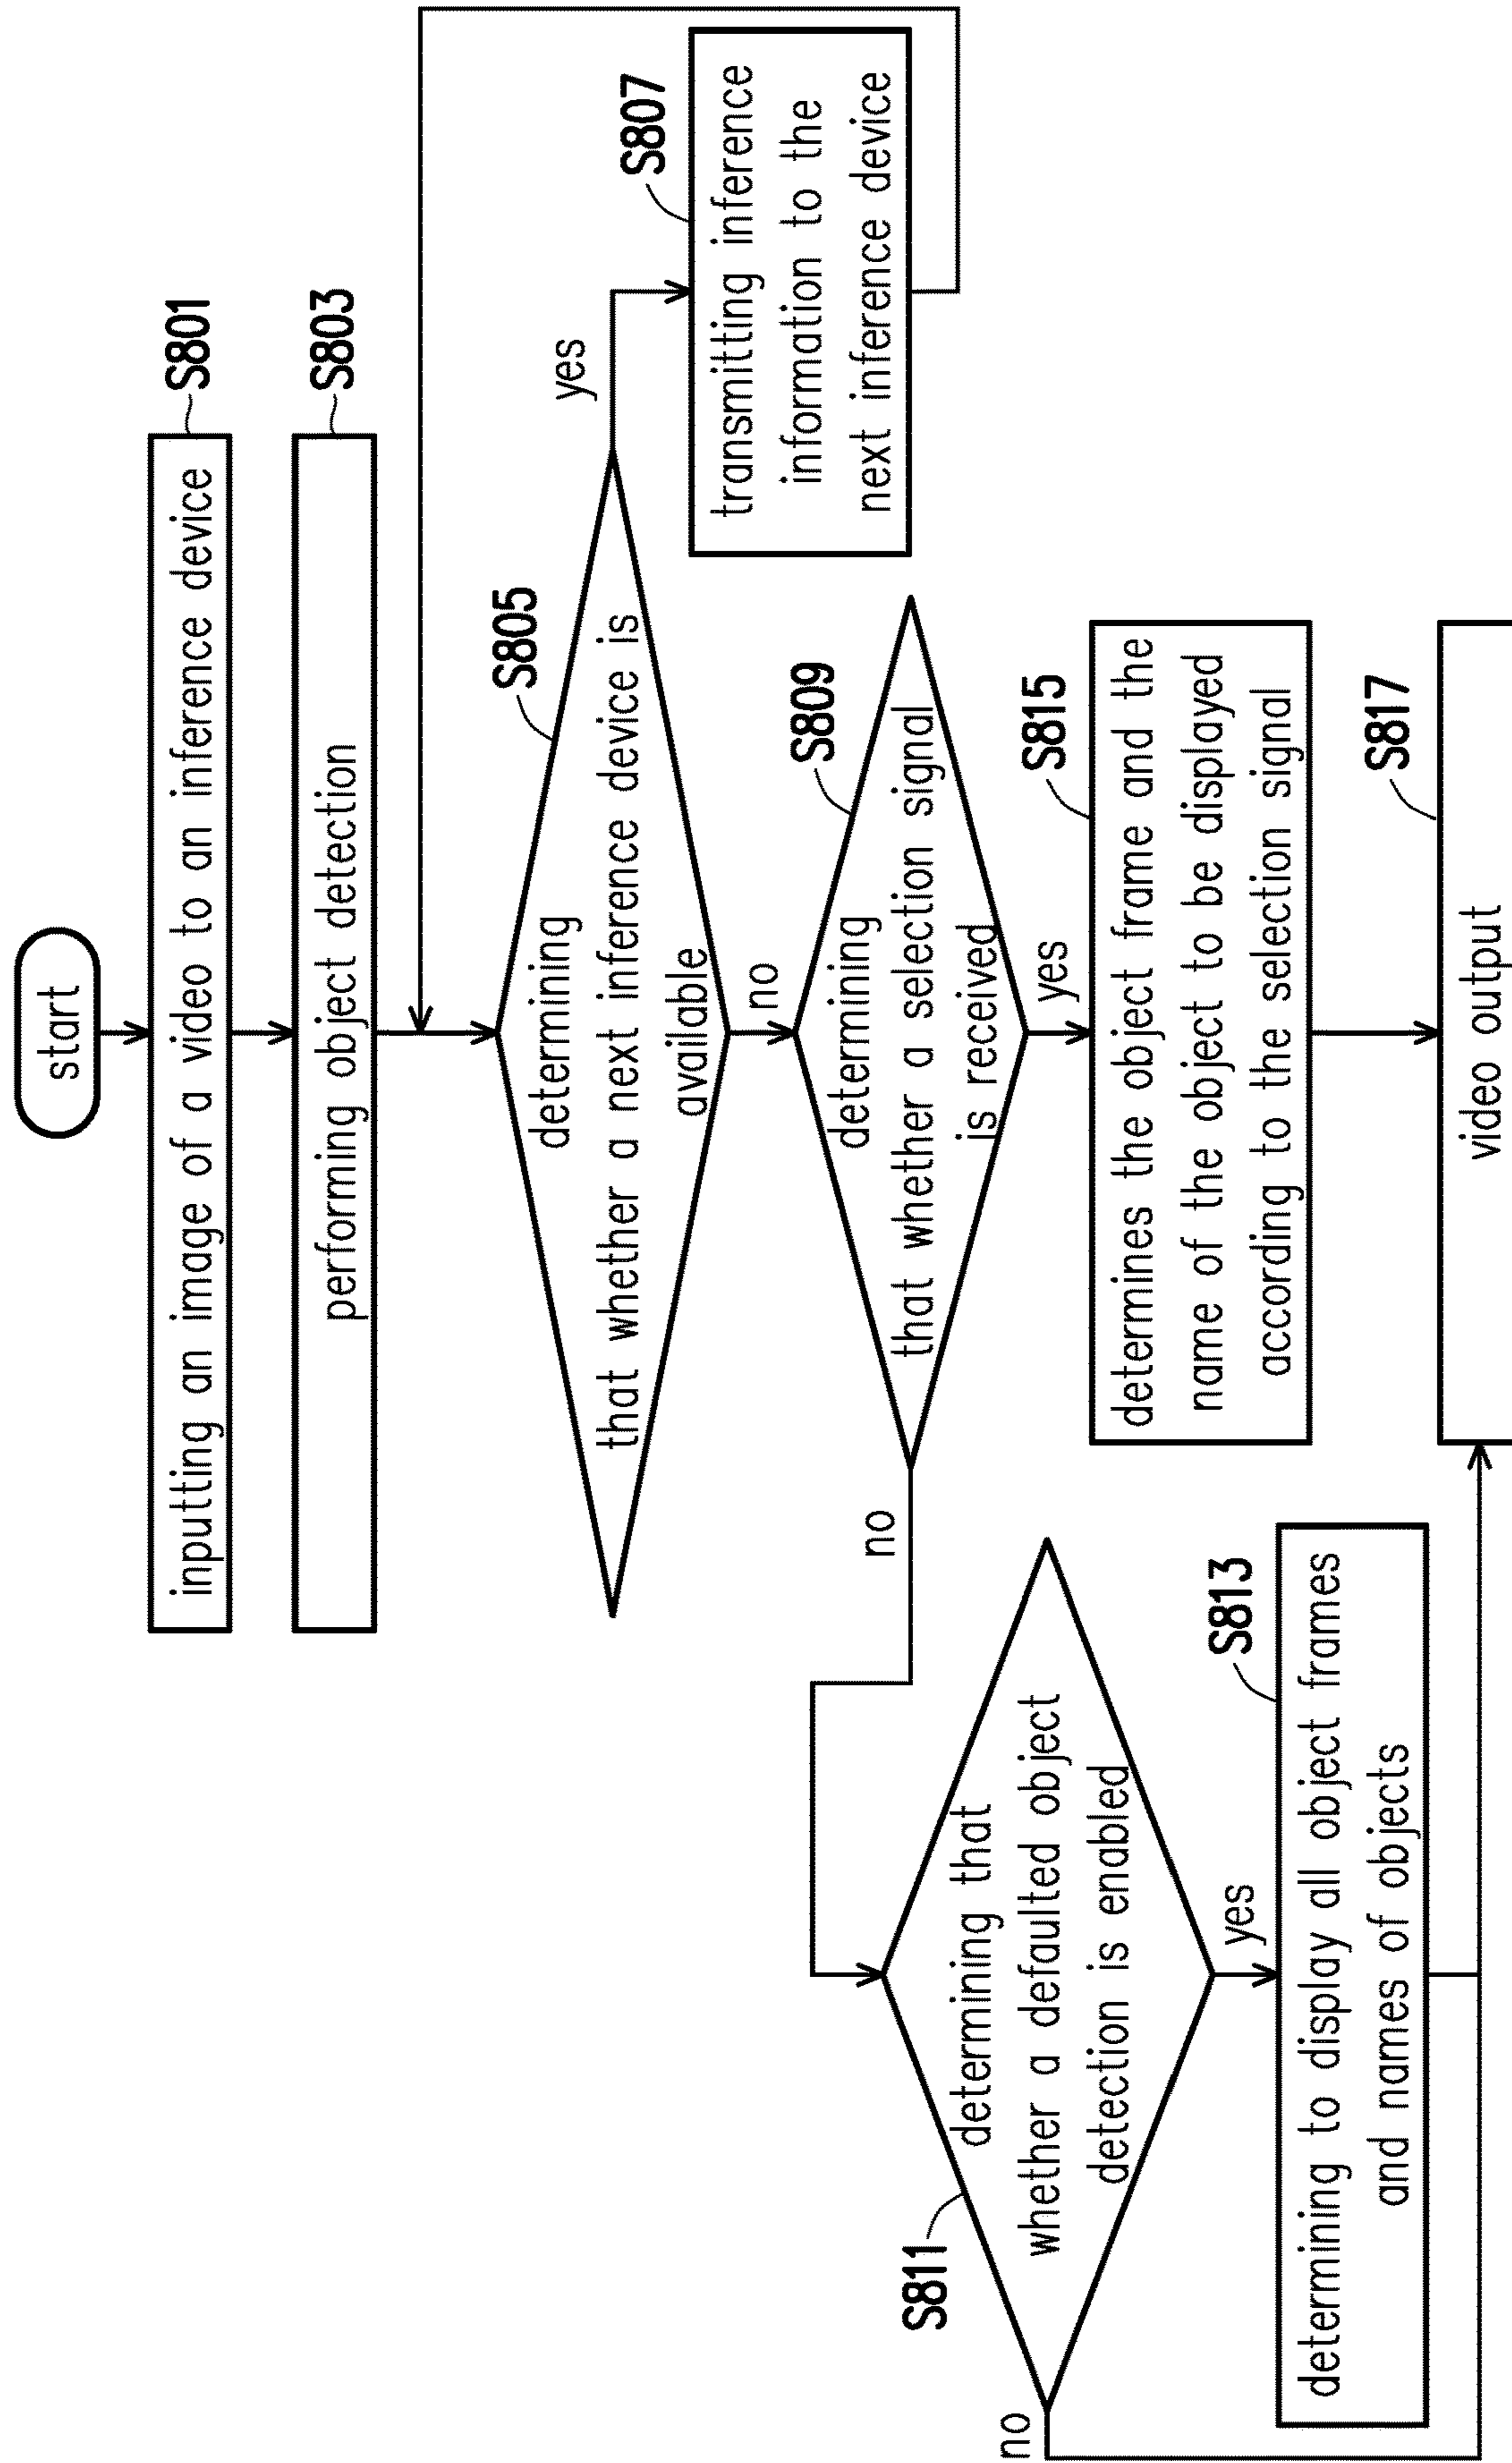 start
S801
inputting an image of a video to an inference device
S803
performing object detection
S805
determining
that whether a next inference device is
available
yes
S807
transmitting inference
information to the
next inference device
no
S809
determining
that whether a selection signal
is received
no
yes
S811
determining that
whether a defaulted object
detection is enabled
no
yes
S813
determining to display all object frames
and names of objects
S815
determines the object frame and the
name of the object to be displayed
according to the selection signal
S817
video output